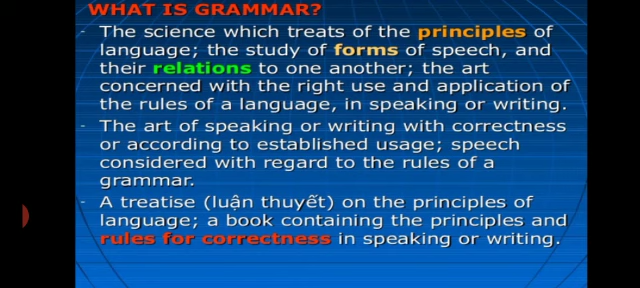 WHAT IS GRAMMAR?
- The science which treats of the principles of
language; the study of forms of speech, and
their relations to one another; the art
concerned with the right use and application of
the rules of a language, in speaking or writing.
- The art of speaking or writing with correctness
or according to established usage; speech
considered with regard to the rules of a
grammar.
- A treatise (luận thuyết) on the principles of
language; a book containing the principles and
rules for correctness in speaking or writing.